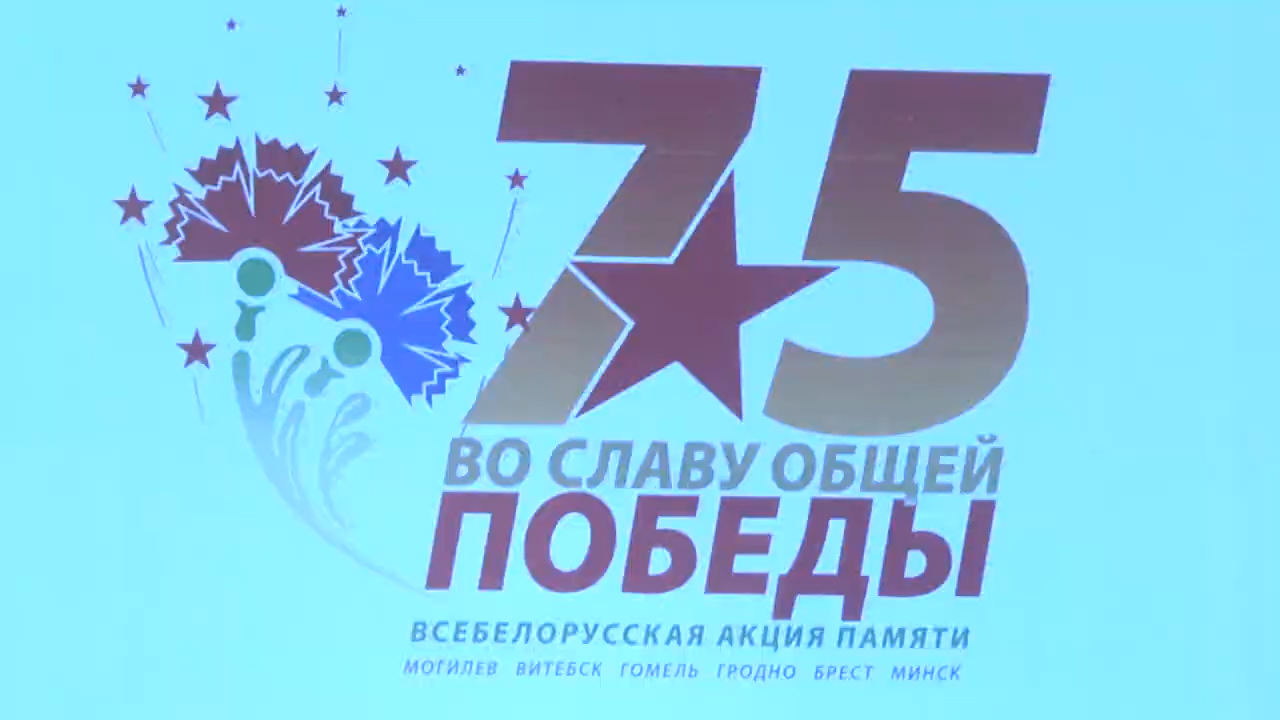 75
ВО СЛАВУ ОБЩЕЙ
ПОБЕДЫ
ВСЕБЕЛОРУССКАЯ АКЦИЯ ПАМЯТИ
МОГИЛЕВ ВИТЕБСК ГОМЕЛЬ ГРОДНО БРЕСТ МИНСК